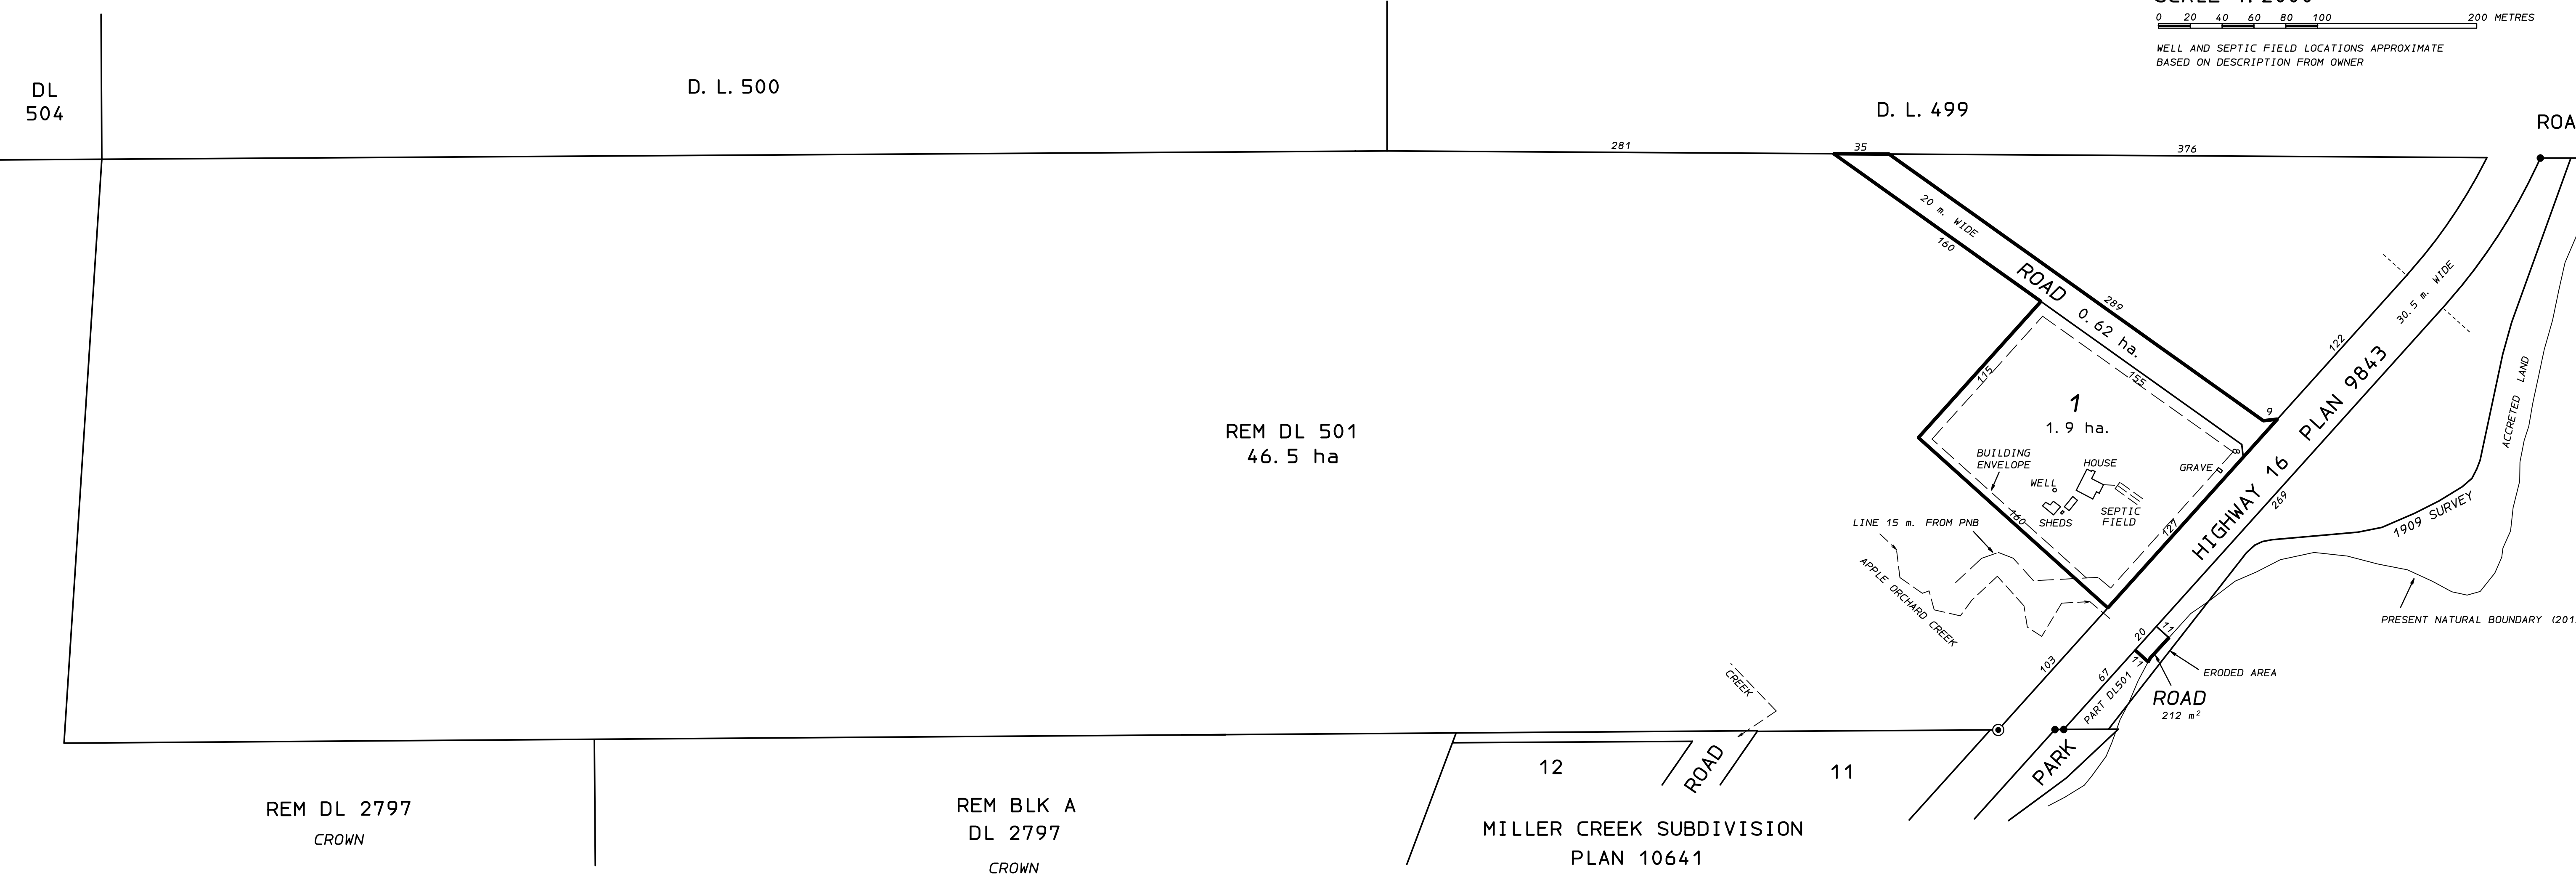 0 20 40 60 80 100 200 METRES
WELL AND SEPTIC FIELD LOCATIONS APPROXIMATE
BASED ON DESCRIPTION FROM OWNER
DL
504
D. L. 500
D. L. 499
281
35
376
20 m. WIDE
160
ROAD
0.62 ha.
289
9
122
30.5 m. WIDE
HIGHWAY 16 PLAN 9843
269
ACCRETED LAND
1909 SURVEY
115
155
1
1.9 ha.
REM DL 501
46.5 ha
BUILDING
ENVELOPE
HOUSE
GRAVE
WELL
SHEDS
SEPTIC
FIELD
160
127
LINE 15 m. FROM PNB
APPLE ORCHARD CREEK
PRESENT NATURAL BOUNDARY
103
20
11
11
67
PART DL501
ERODED AREA
ROAD
212 m²
CREEK
ROAD
PARK
12
11
REM DL 2797
CROWN
REM BLK A
DL 2797
CROWN
MILLER CREEK SUBDIVISION
PLAN 10641